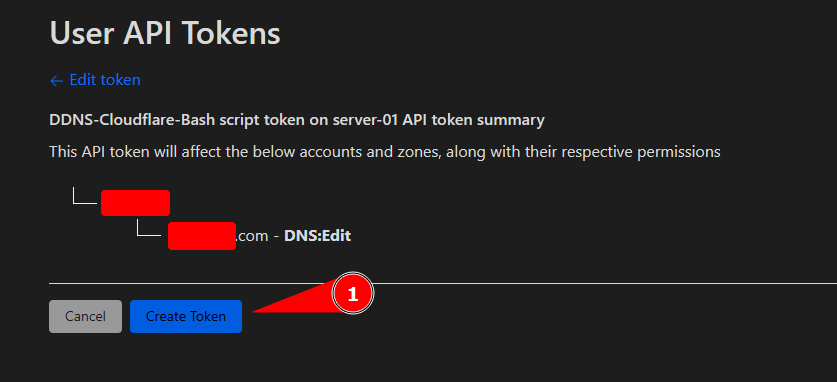 User API Tokens
← Edit token
DDNS-Cloudflare-Bash script token on server-01 API token summary
This API token will affect the below accounts and zones, along with their respective permissions
.com - DNS:Edit
1
Cancel
Create Token